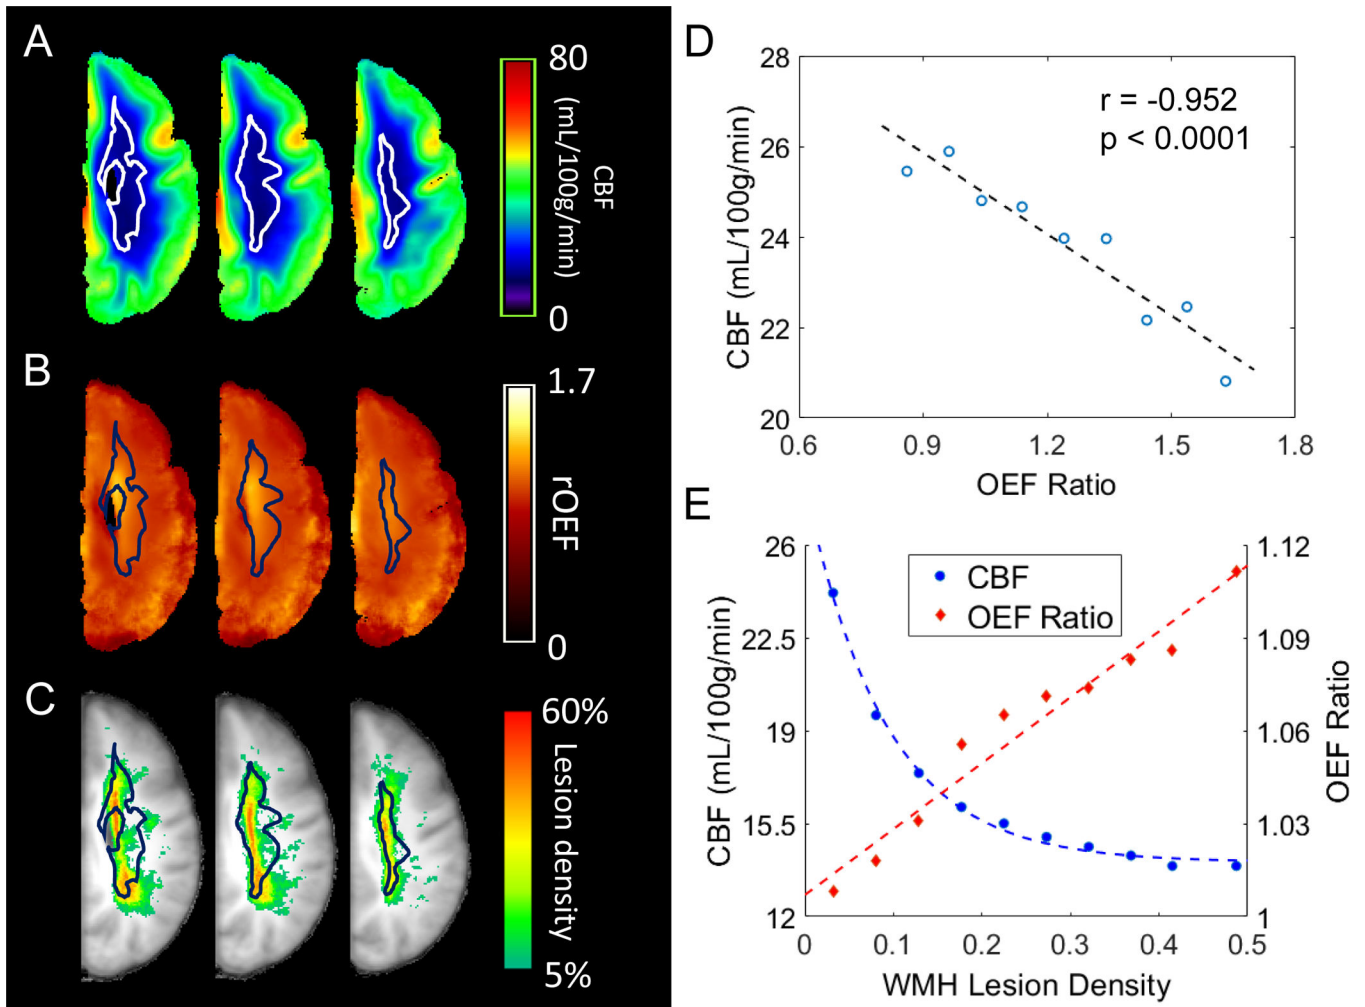 A
80
CBF
(mL/100g/min)
0
B
1.7
rOEF
0
C
60%
Lesion density
5%
D
28
26
24
22
20
CBF (mL/100g/min)
r = -0.952
p < 0.0001
0.6 0.9 1.2 1.5 1.8
OEF Ratio
E
26
22.5
19
15.5
12
CBF (mL/100g/min)
CBF
OEF Ratio
1.12
1.09
1.06
1.03
1
OEF Ratio
0 0.1 0.2 0.3 0.4 0.5
WMH Lesion Density